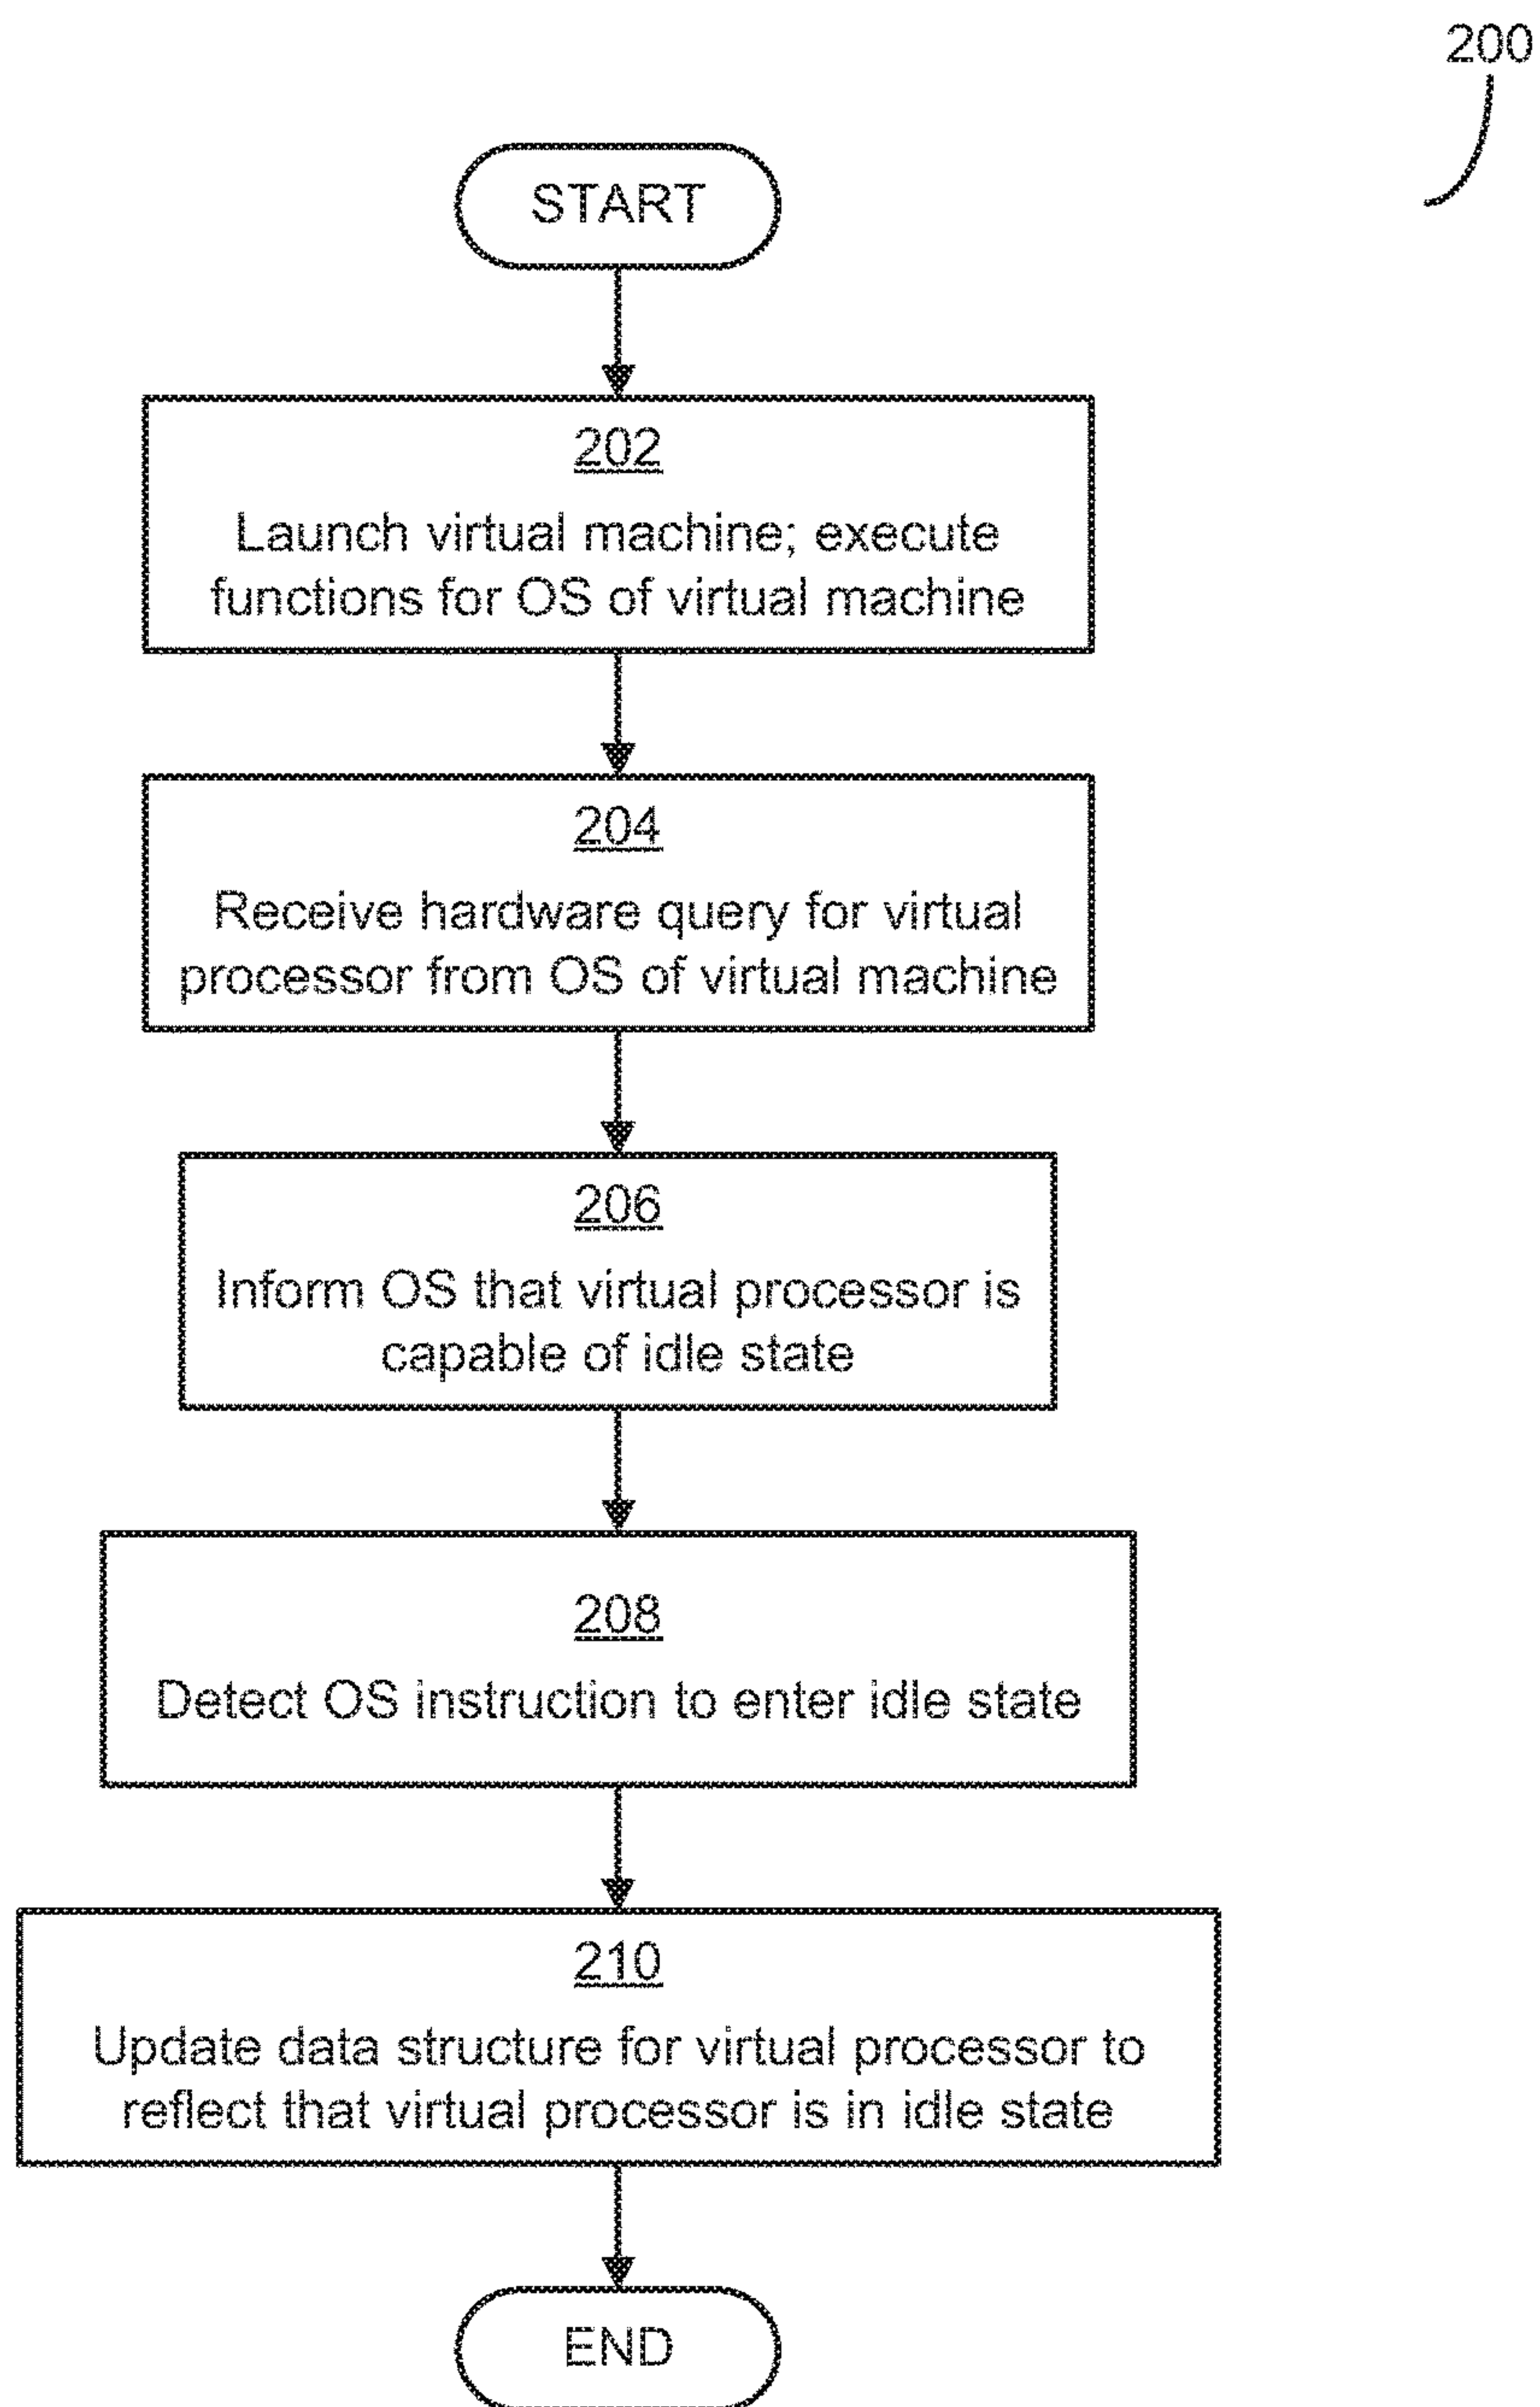 200
START
202
Launch virtual machine; execute
functions for OS of virtual machine
204
Receive hardware query for virtual
processor from OS of virtual machine
206
Inform OS that virtual processor is
capable of idle state
208
Detect OS instruction to enter idle state
210
Update data structure for virtual processor to
reflect that virtual processor is in idle state
END